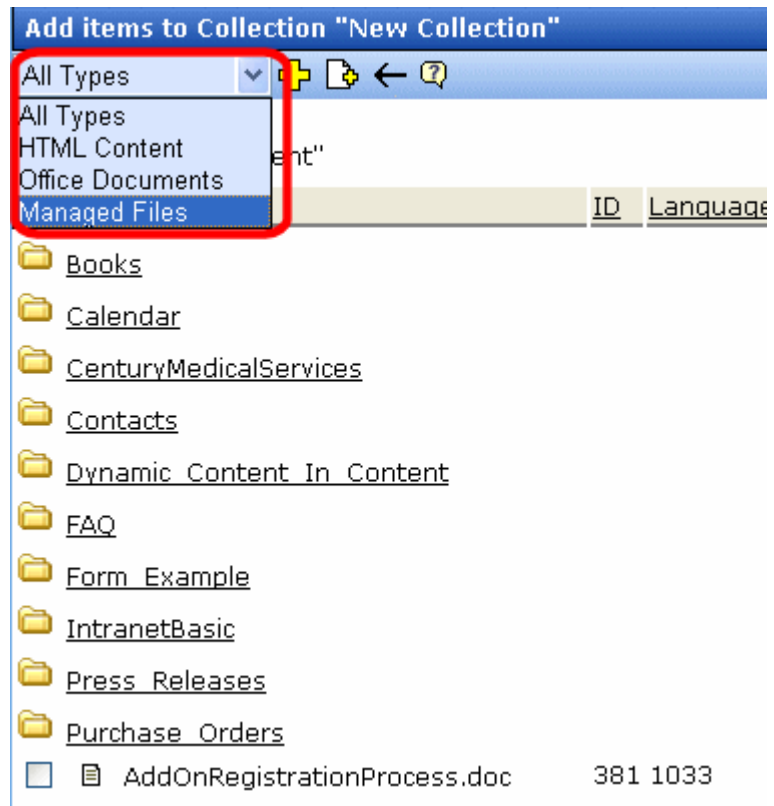 Add items to Collection "New Collection"
All Types
All Types
HTML Content
ent"
Office Documents
Managed Files
ID Language
Books
Calendar
CenturyMedicalServices
Contacts
Dynamic_Content_In_Content
FAQ
Form_Example
IntranetBasic
Press_Releases
Purchase_Orders
AddOnRegistrationProcess.doc 381 1033